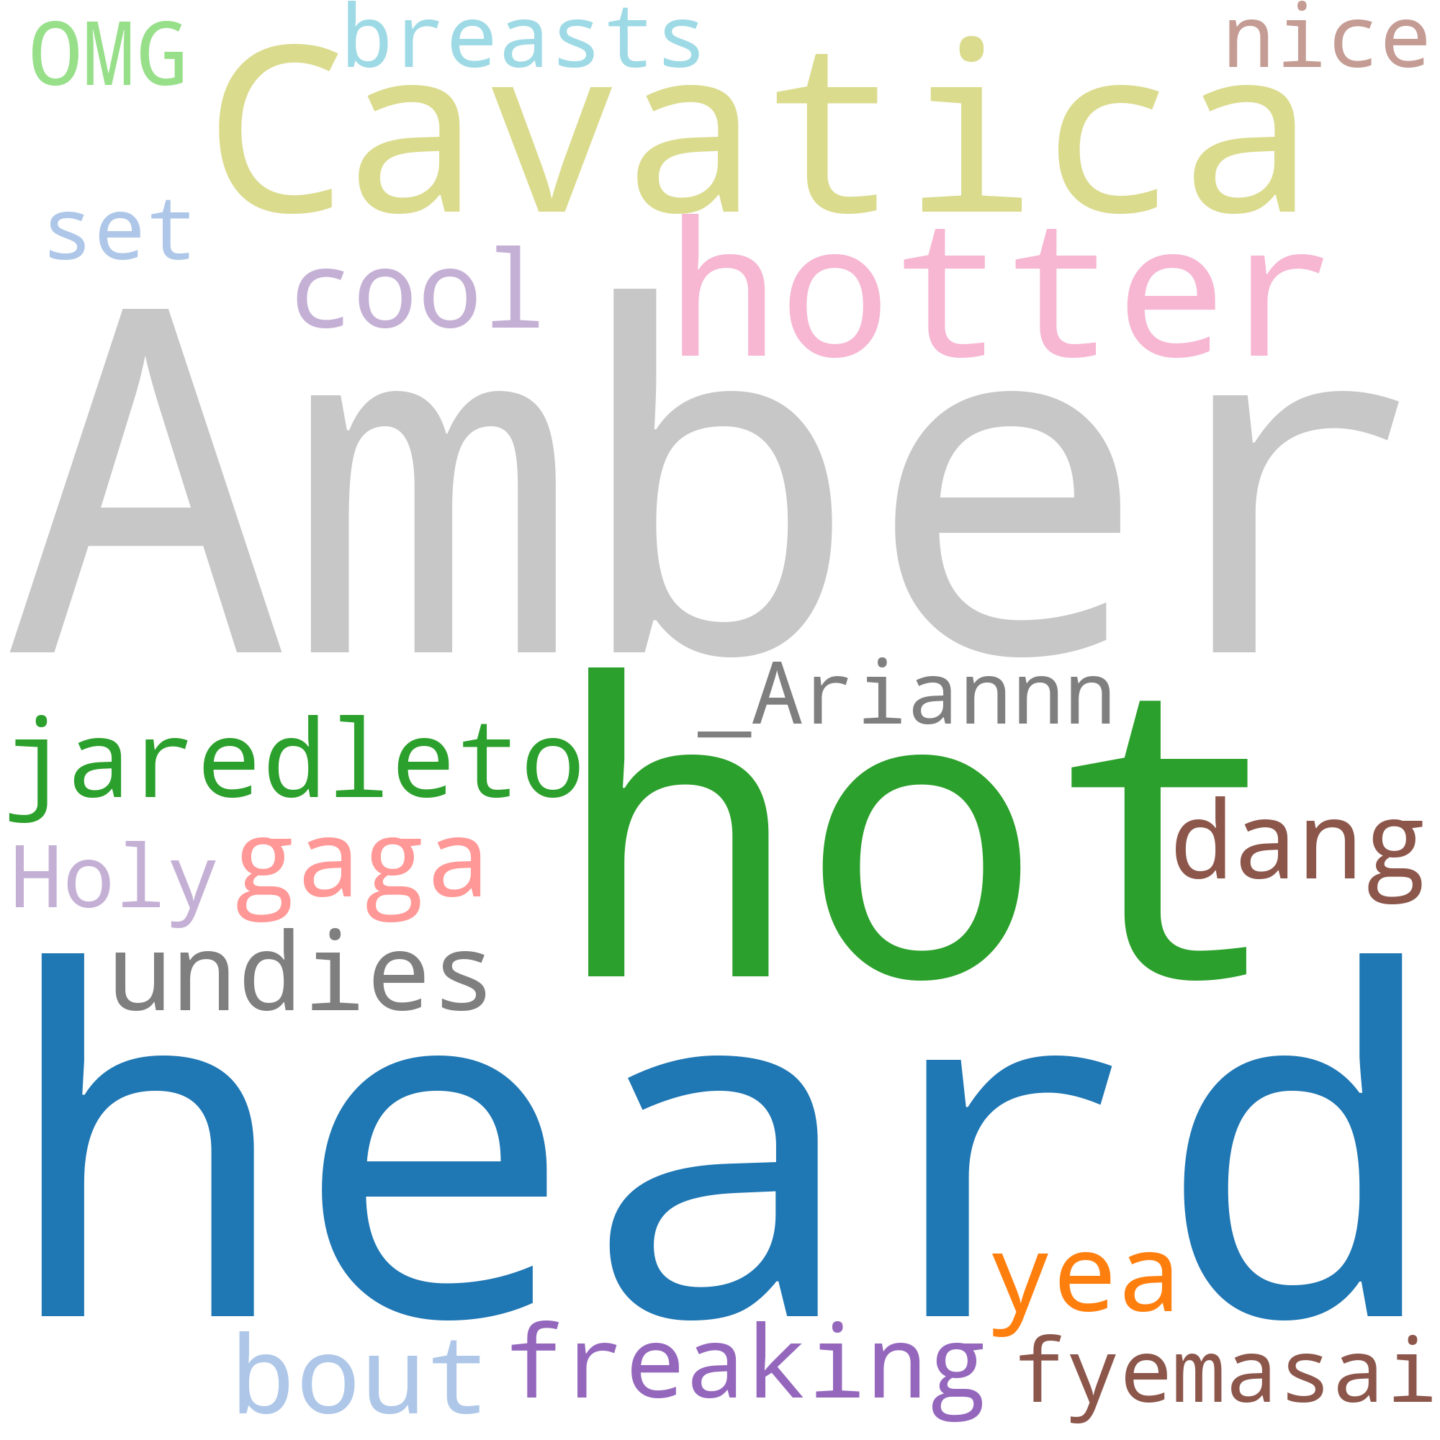 OMG breasts nice
Cavatica
set cool hotter
Amber
_Ariannn
jaredleto hot dang
Holy gaga
undies
heard
yea
bout freaking fyemasai